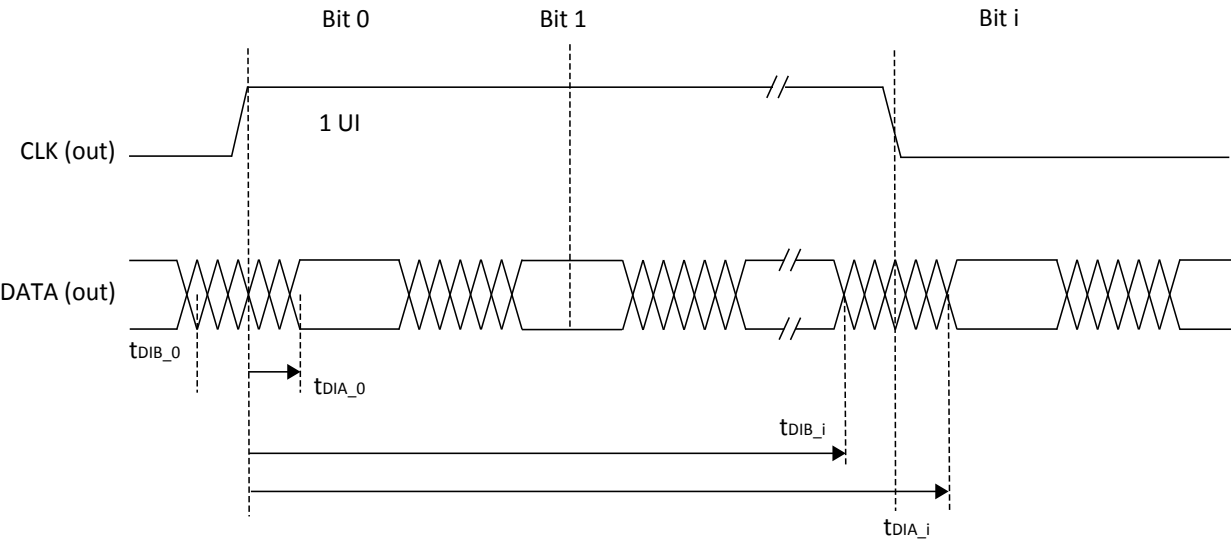 Bit 0 Bit 1 Bit i
1 UI
CLK (out)
DATA (out)
tDIB_0
tDIA_0
tDIB_i
tDIA_i